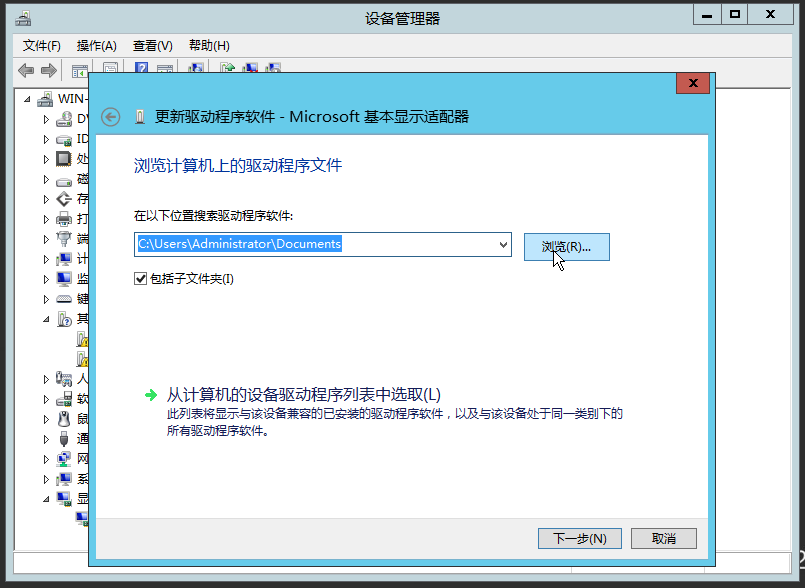 设备管理器
文件(F) 操作(A) 查看(V) 帮助(H)
WIN-
更新驱动程序软件 - Microsoft 基本显示适配器
浏览计算机上的驱动程序文件
在以下位置搜索驱动程序软件:
C:\Users\Administrator\Documents
浏览(R)...
包括子文件夹(I)
从计算机的设备驱动程序列表中选取(L)
此列表将显示与该设备兼容的已安装的驱动程序软件，以及与该设备处于同一类别下的
所有驱动程序软件。
下一步(N) 取消
处
磁
存
打
端
计
监
键
其
人
软
鼠
通
网
系
显